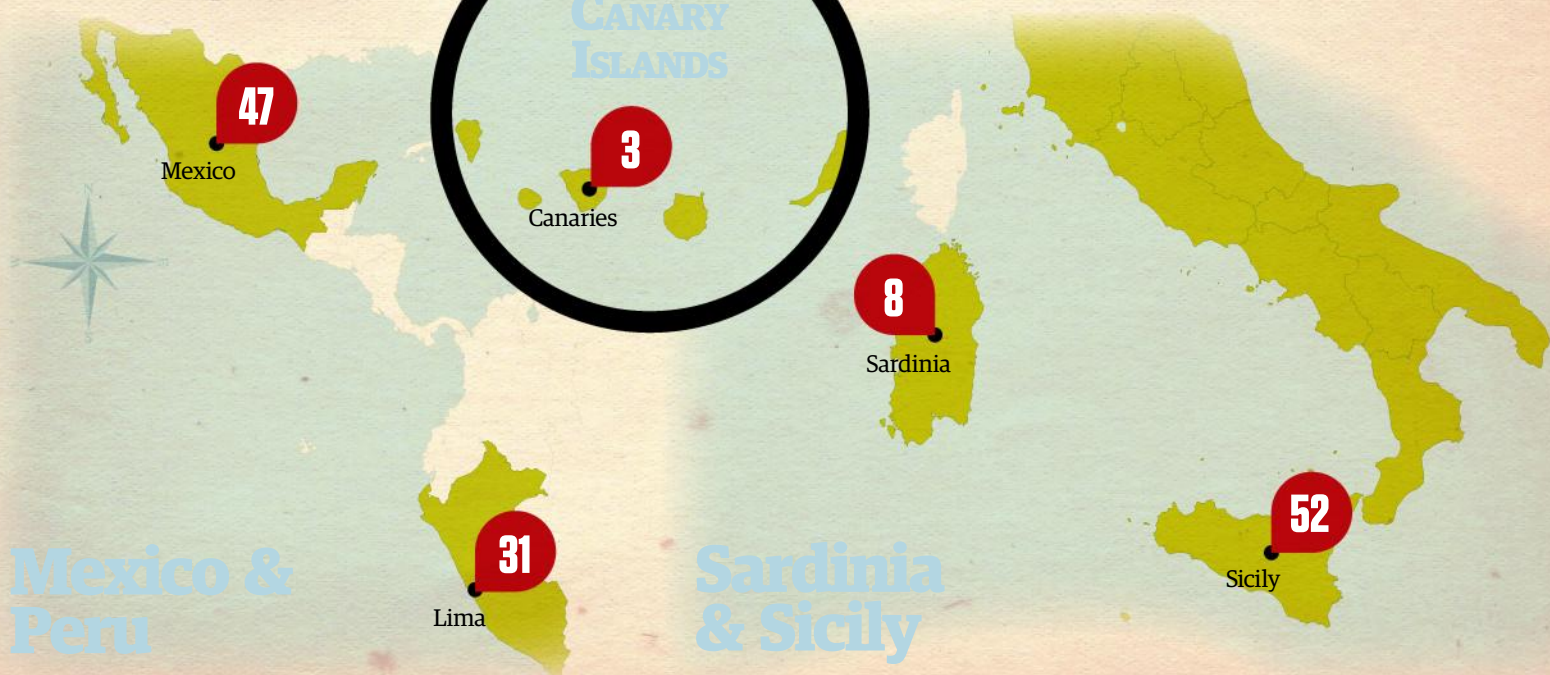 CANARY
ISLANDS
47
Mexico
3
Canaries
8
Sardinia
52
Sicily
31
Lima
Mexico &
Peru
Sardinia
& Sicily
N
S